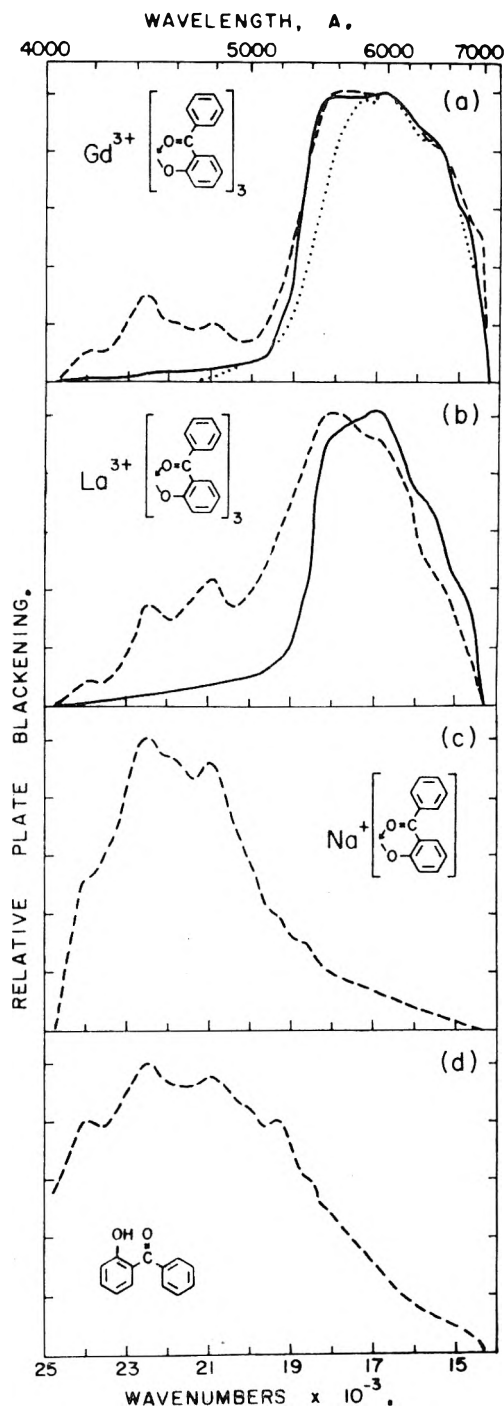 WAVELENGTH, A.
4000 5000 6000 7000
(a)
Gd3+ [ O=C O ]3
(b)
La3+ [ O=C O ]3
(c)
Na+ [ O=C O ]
(d)
OH O
C
RELATIVE PLATE BLACKENING.
25 23 21 19 17 15
WAVENUMBERS x 10-3.